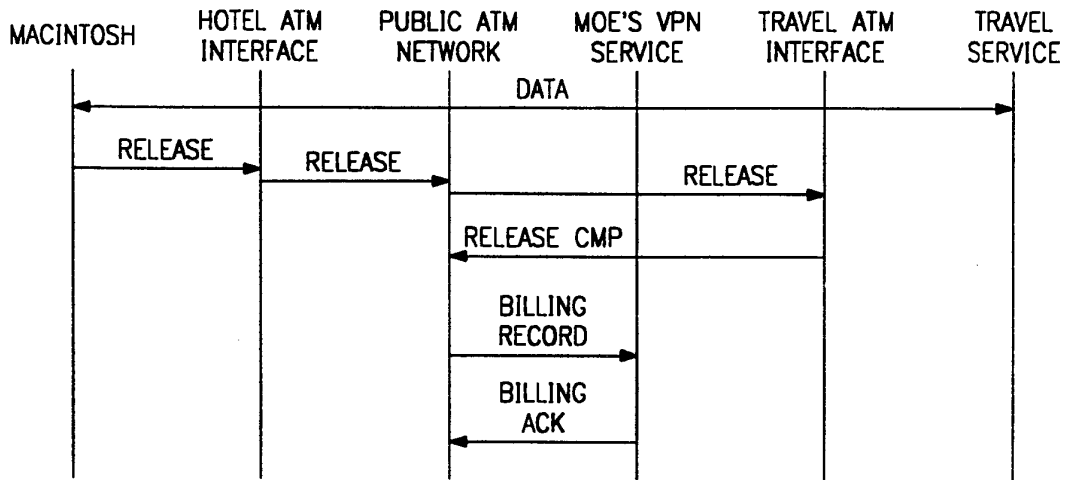 MACINTOSH
HOTEL ATM
INTERFACE
PUBLIC ATM
NETWORK
MOE'S VPN
SERVICE
TRAVEL ATM
INTERFACE
TRAVEL
SERVICE
DATA
RELEASE
RELEASE
RELEASE
RELEASE CMP
BILLING
RECORD
BILLING
ACK